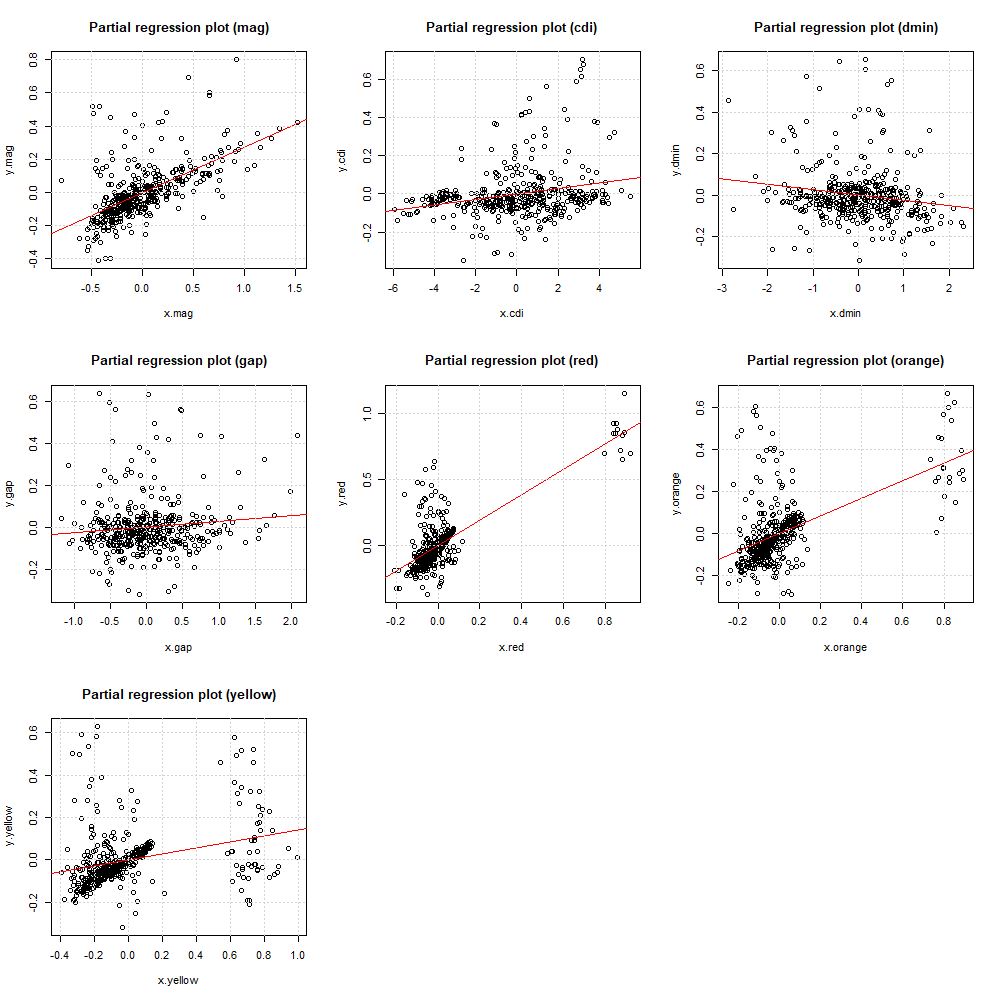 Partial regression plot (mag)
y.mag
-0.4 -0.2 0.0 0.2 0.4 0.6 0.8
-0.5 0.0 0.5 1.0 1.5
x.mag
Partial regression plot (cdi)
y.cdi
-0.2 0.0 0.2 0.4 0.6
-6 -4 -2 0 2 4
x.cdi
Partial regression plot (dmin)
y.dmin
-0.2 0.0 0.2 0.4 0.6
-3 -2 -1 0 1 2
x.dmin
Partial regression plot (gap)
y.gap
-0.2 0.0 0.2 0.4 0.6
-1.0 -0.5 0.0 0.5 1.0 1.5 2.0
x.gap
Partial regression plot (red)
y.red
0.0 0.5 1.0
-0.2 0.0 0.2 0.4 0.6 0.8
x.red
Partial regression plot (orange)
y.orange
-0.2 0.0 0.2 0.4 0.6
-0.2 0.0 0.2 0.4 0.6 0.8
x.orange
Partial regression plot (yellow)
y.yellow
-0.2 0.0 0.2 0.4 0.6
-0.4 -0.2 0.0 0.2 0.4 0.6 0.8 1.0
x.yellow